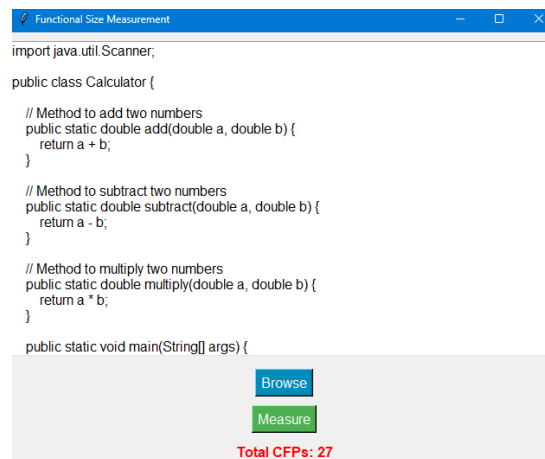 Functional Size Measurement
import java.util.Scanner;
public class Calculator {
// Method to add two numbers
public static double add(double a, double b) {
return a + b;
}
// Method to subtract two numbers
public static double subtract(double a, double b) {
return a - b;
}
// Method to multiply two numbers
public static double multiply(double a, double b) {
return a * b;
}
public static void main(String[] args) {
Browse
Measure
Total CFPs: 27